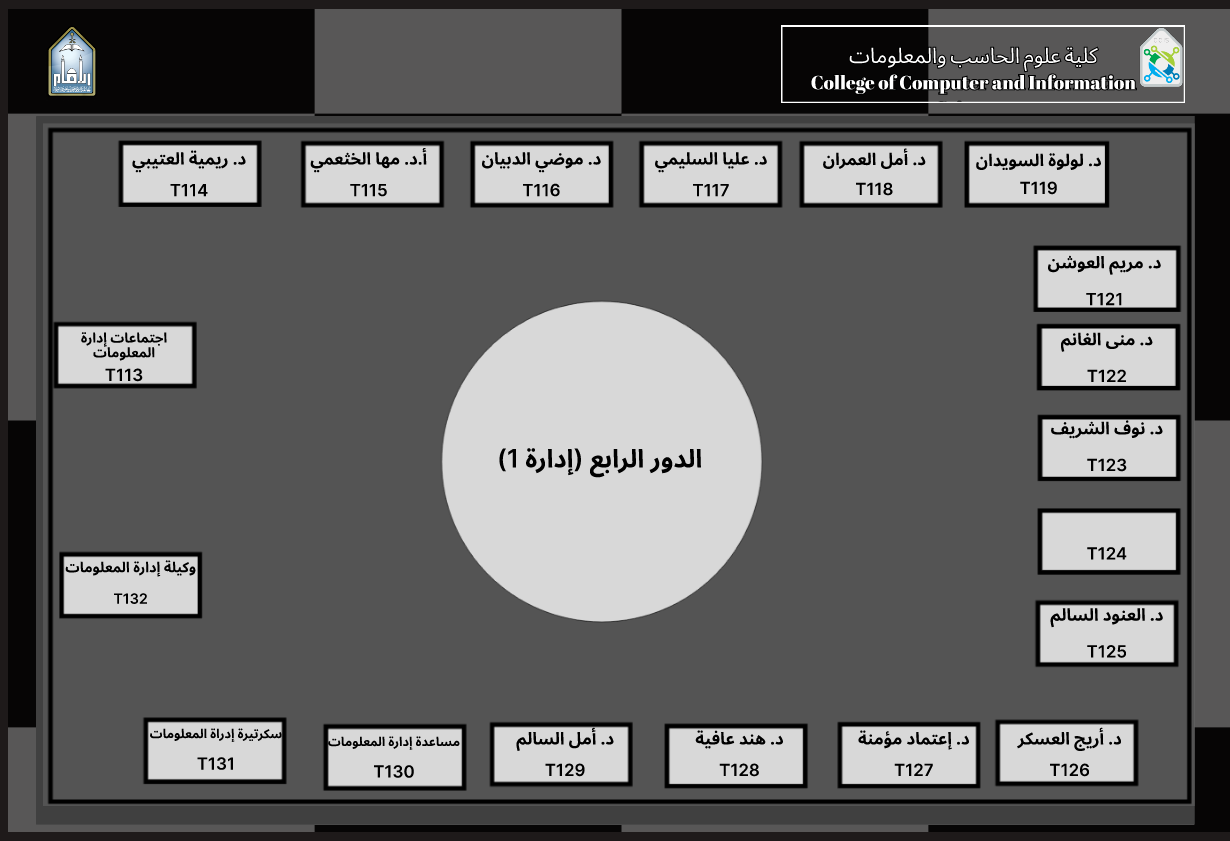 كلية علوم الحاسب والمعلومات
College of Computer and Information
د. ريمية العتيبي
T114
أ.د. مها الخثعمي
T115
د. موضي الدبيان
T116
د. عليا السليمي
T117
د. أمل العمران
T118
د. لولوة السويدان
T119
د. مريم العوشن
T121
د. منى الغانم
T122
د. نوف الشريف
T123
T124
د. العنود السالم
T125
اجتماعات إدارة
المعلومات
T113
الدور الرابع (إدارة 1)
وكيلة إدارة المعلومات
T132
سكرتيرة إدراة المعلومات
T131
مساعدة إدارة المعلومات
T130
د. أمل السالم
T129
د. هند عافية
T128
د. إعتماد مؤمنة
T127
د. أريج العسكر
T126